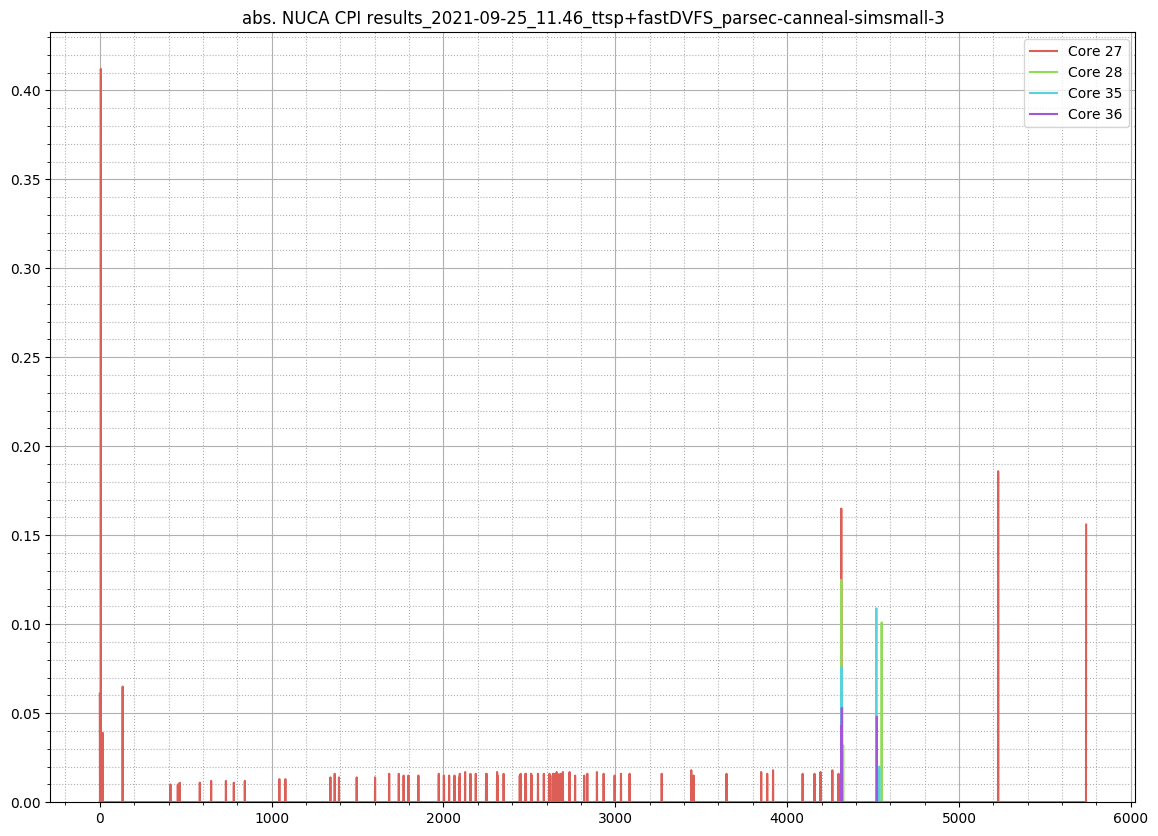 abs. NUCA CPI results_2021-09-25_11.46_ttsp+fastDVFS_parsec-canneal-simsmall-3
Core 27
Core 28
Core 35
Core 36
0.40
0.35
0.30
0.25
0.20
0.15
0.10
0.05
0.00
0 1000 2000 3000 4000 5000 6000